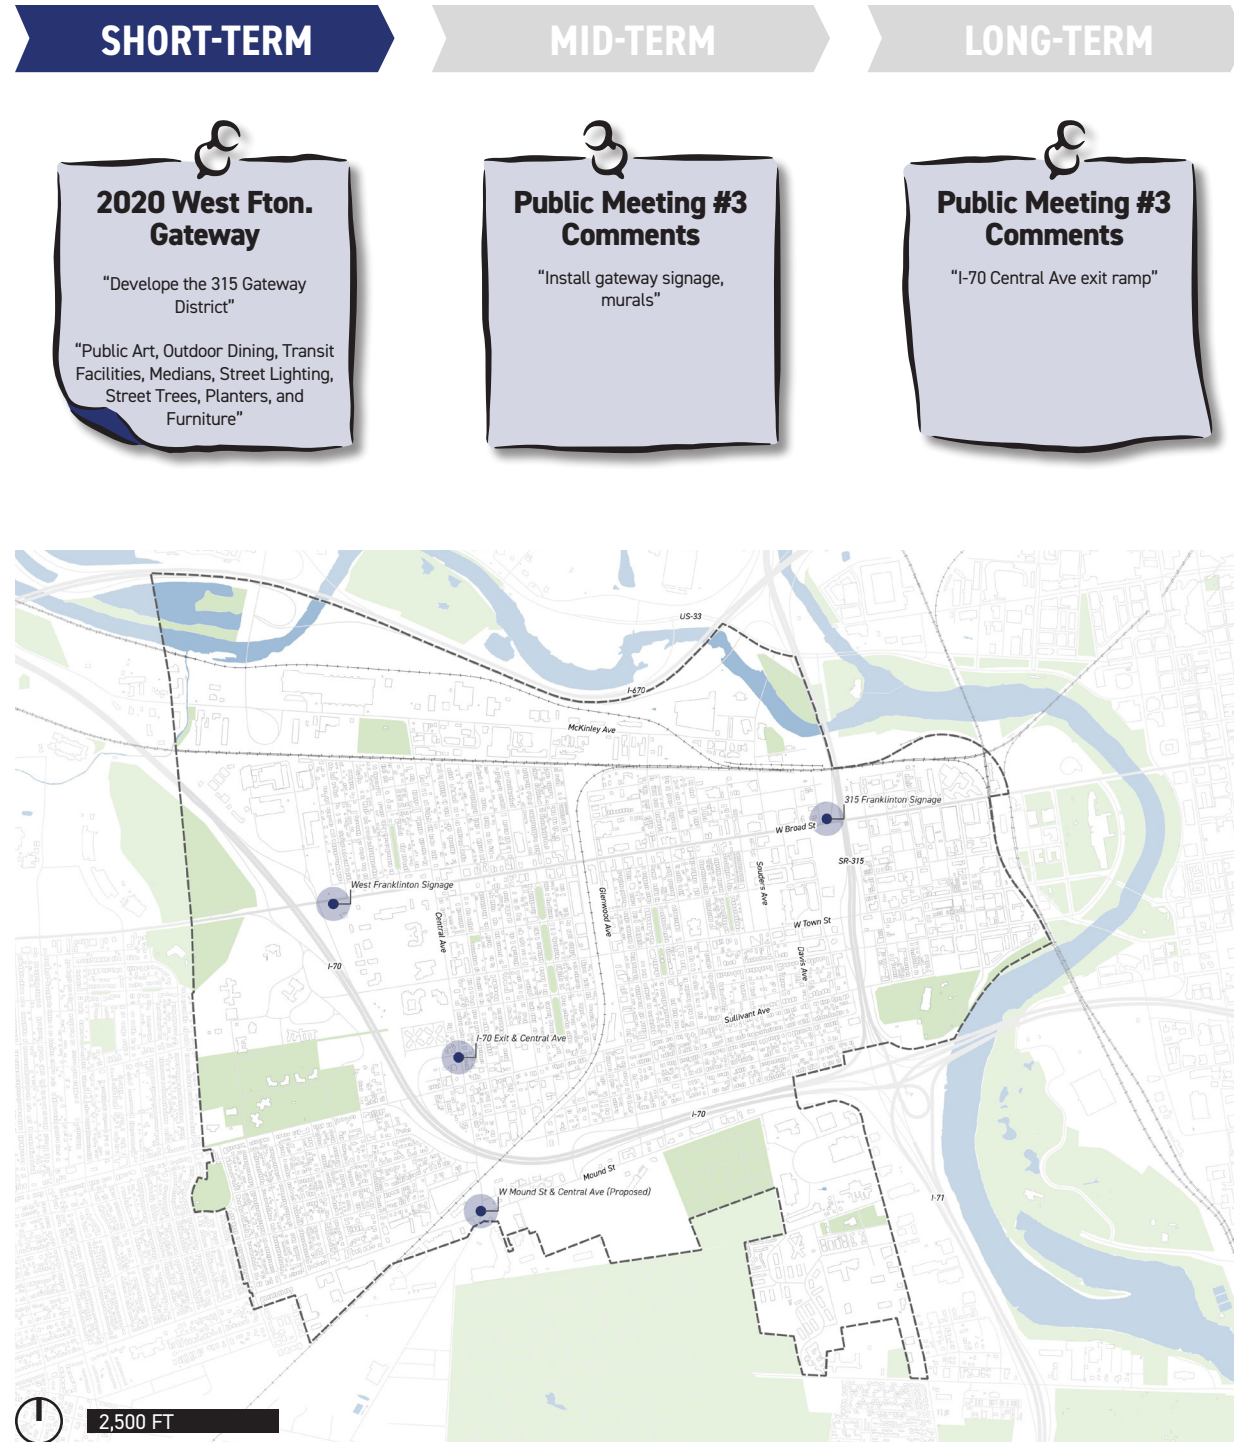 SHORT-TERM
MID-TERM
LONG-TERM
2020 West Fton.
Gateway
“Develope the 315 Gateway
District”
“Public Art, Outdoor Dining, Transit
Facilities, Medians, Street Lighting,
Street Trees, Planters, and
Furniture”
Public Meeting #3
Comments
“Install gateway signage,
murals”
Public Meeting #3
Comments
“I-70 Central Ave exit ramp”
US-33
I-670
McKinley Ave
315 Franklinton Signage
W Broad St
SR-315
Souders Ave
West Franklinton Signage
Glenwood Ave
Central Ave
W Town St
Davis Ave
I-70
Sullivant Ave
I-70 Exit & Central Ave
I-70
Mound St
W Mound St & Central Ave (Proposed)
I-71
2,500 FT